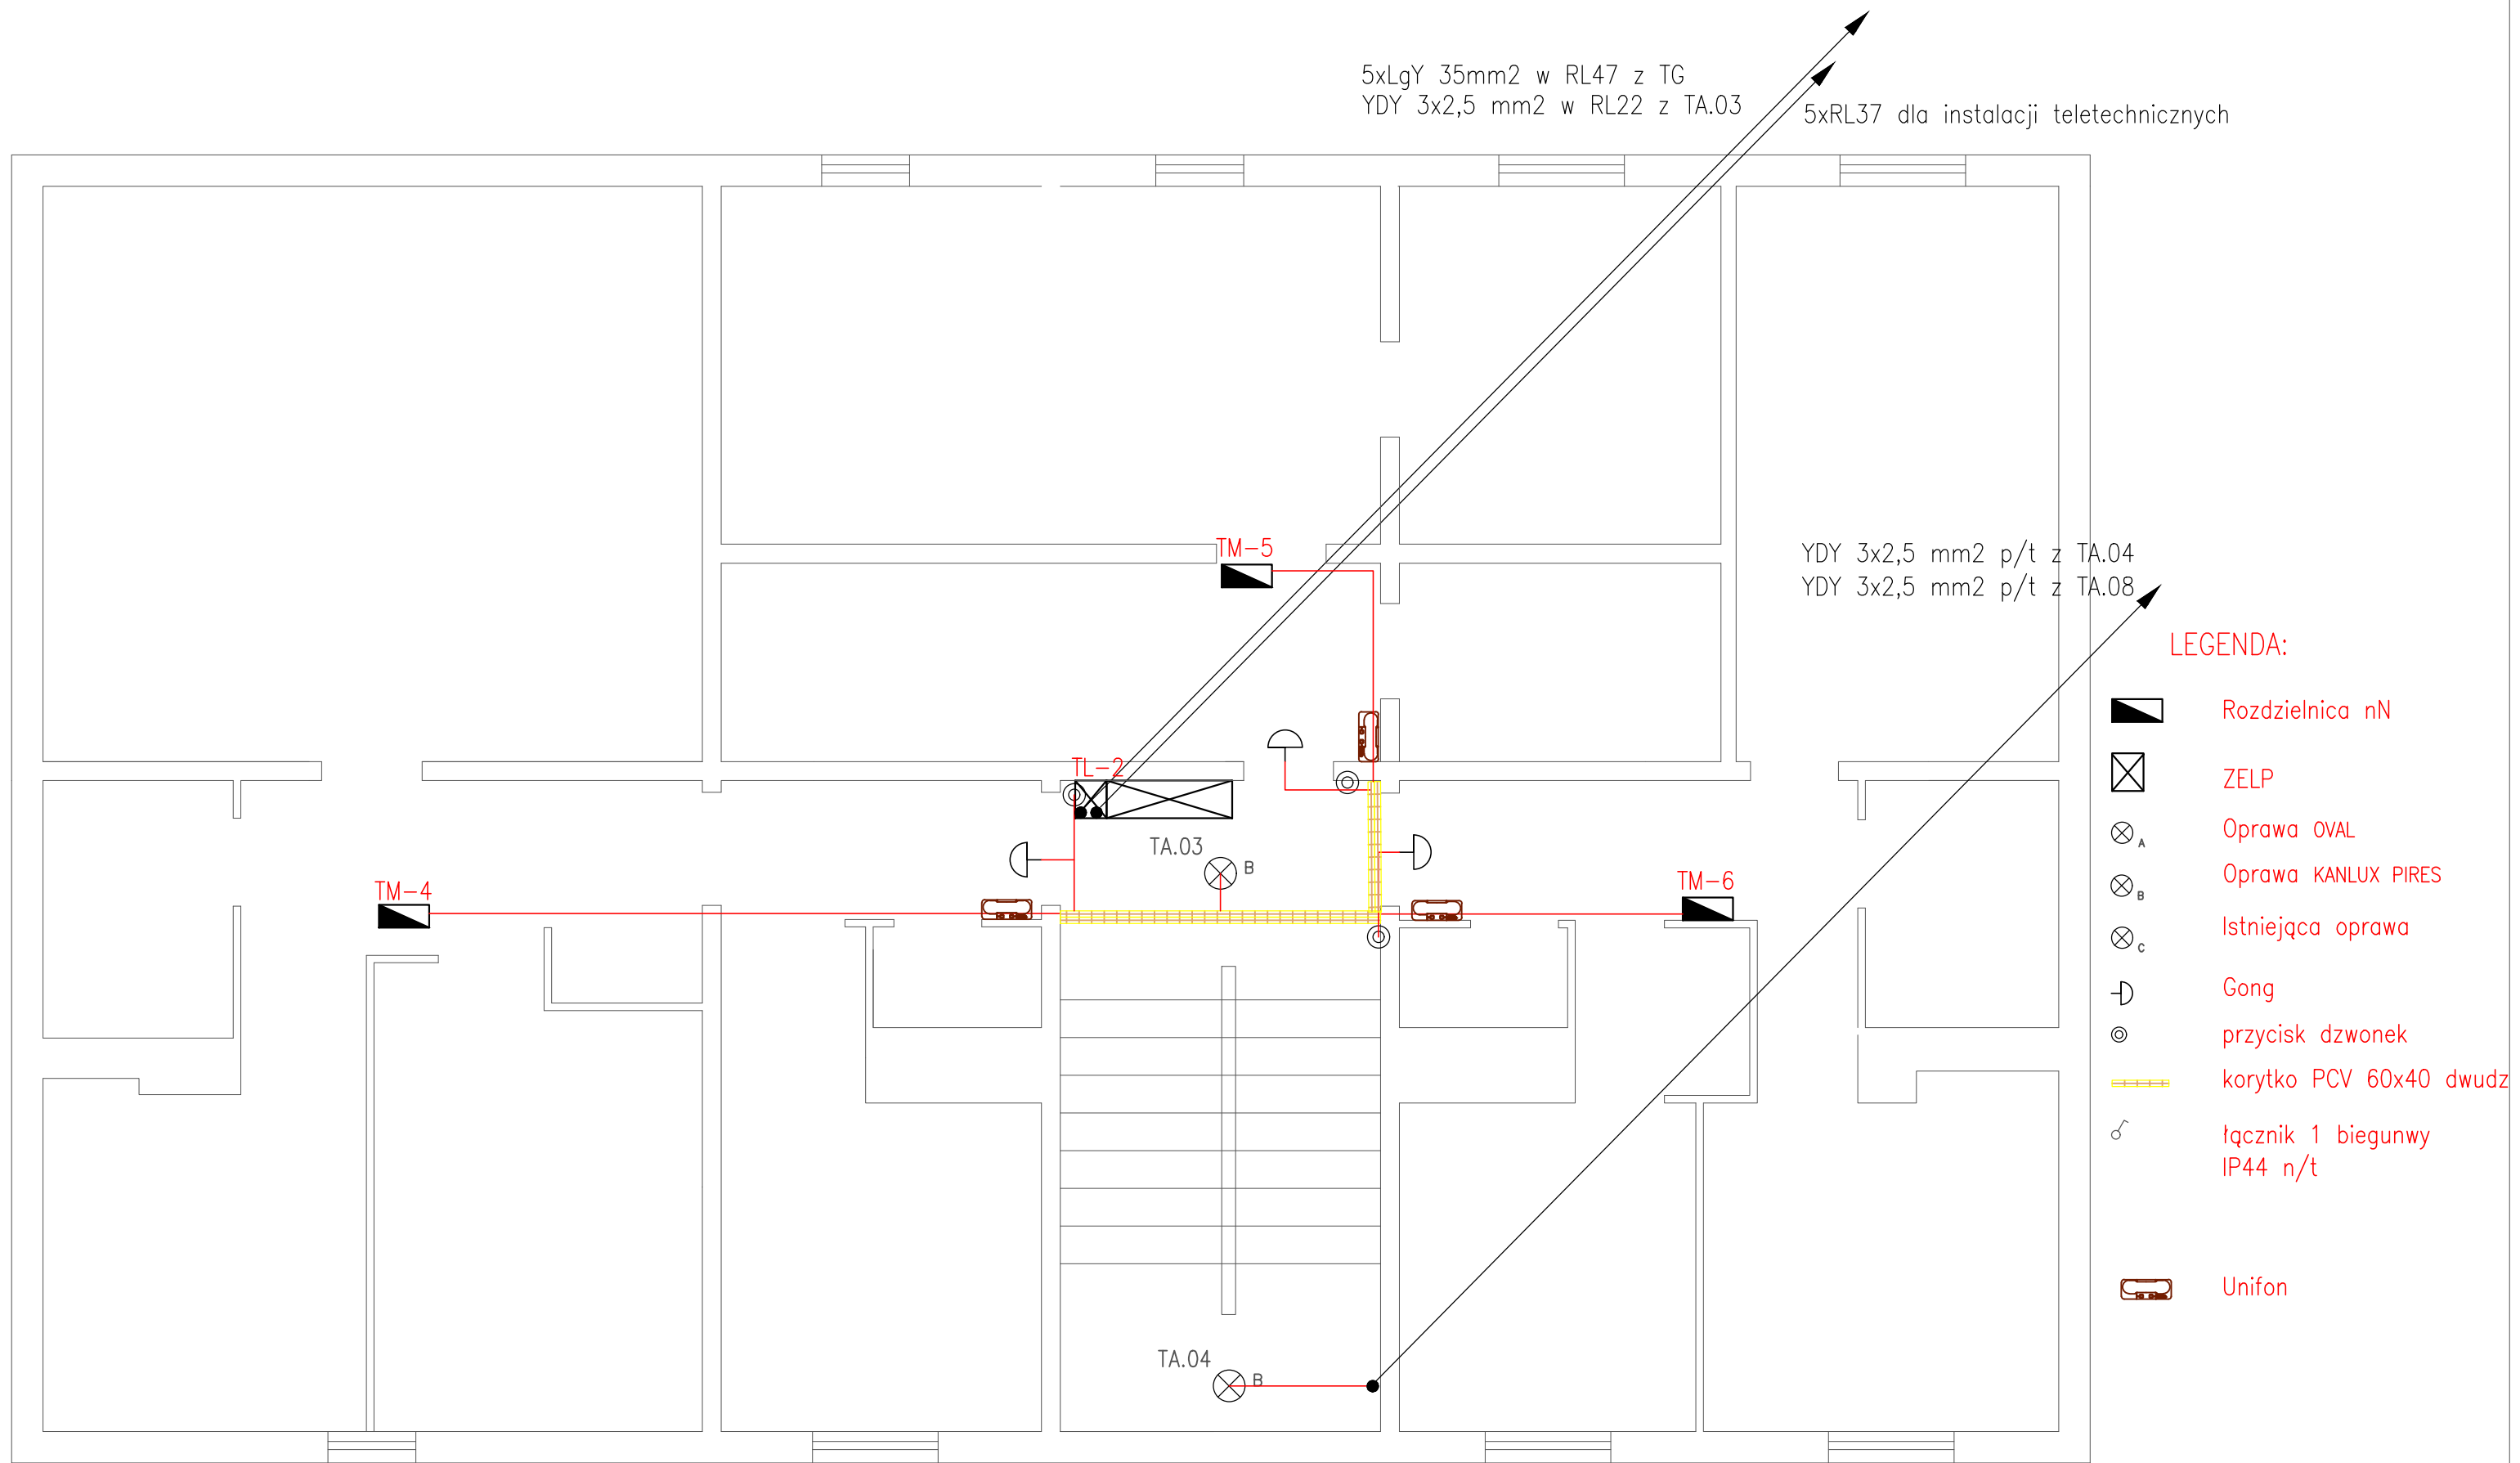 5xLgY 35mm2 w RL47 z TG
YDY 3x2,5 mm2 w RL22 z TA.03
5xRL37 dla instalacji teletechnicznych
TM-5
YDY 3x2,5 mm2 p/t z TA.04
YDY 3x2,5 mm2 p/t z TA.08
TL-2
TA.03
B
TM-4
TM-6
TA.04
B
LEGENDA:
Rozdzielnica nN
ZELP
A
Oprawa OVAL
B
Oprawa KANLUX PIRES
C
Istniejąca oprawa
Gong
przycisk dzwonek
korytko PCV 60x40 dwudz
łącznik 1 biegunwy
IP44 n/t
Unifon